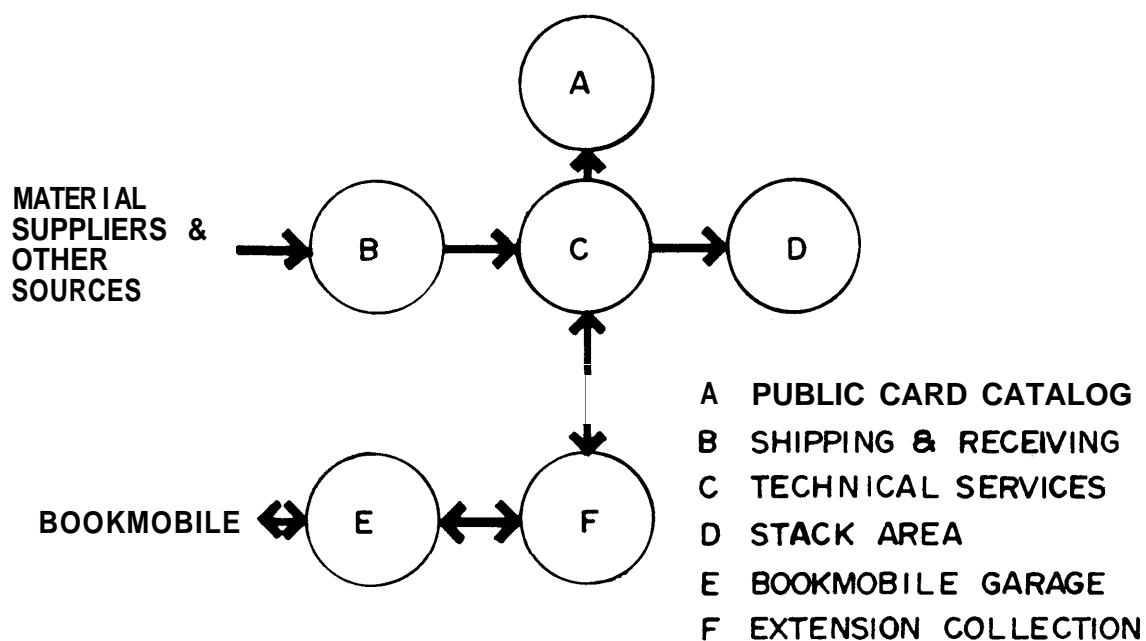 A
MATERIAL
SUPPLIERS &
OTHER
SOURCES
B
C
D
BOOKMOBILE
E
F
A PUBLIC CARD CATALOG
B SHIPPING & RECEIVING
C TECHNICAL SERVICES
D STACK AREA
E BOOKMOBILE GARAGE
F EXTENSION COLLECTION